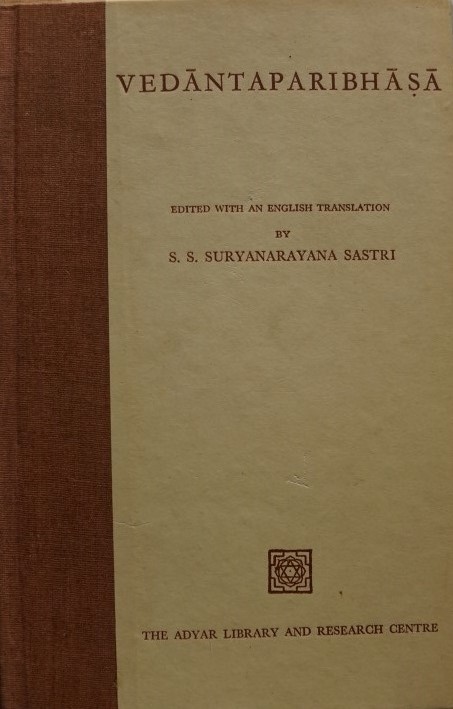 VEDĀNTAPARIBHĀṢĀ
EDITED WITH AN ENGLISH TRANSLATION
BY
S. S. SURYANARAYANA SASTRI
THE ADYAR LIBRARY AND RESEARCH CENTRE